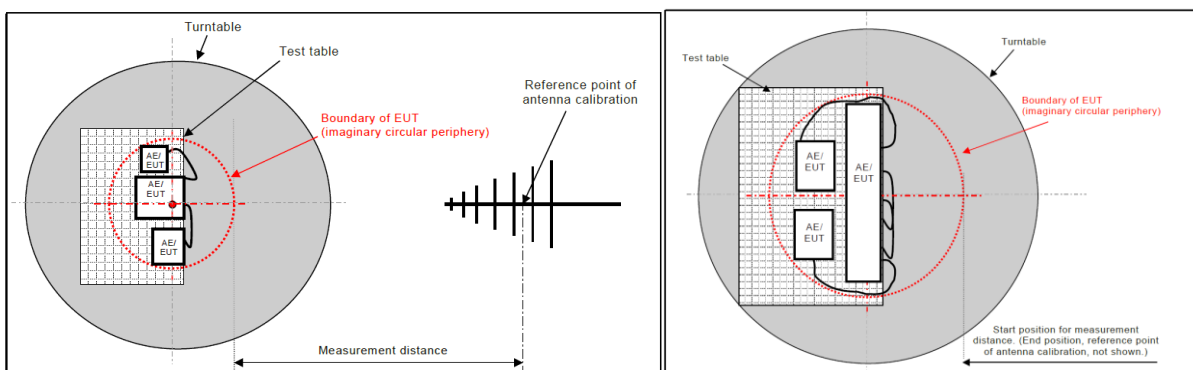 Turntable
Test table
Reference point of
antenna calibration
Boundary of EUT
(imaginary circular periphery)
AE/
EUT
AE/
EUT
AE/
EUT
Measurement distance
Test table
Turntable
Boundary of EUT
(imaginary circular periphery)
AE/
EUT
AE/
EUT
AE/
EUT
Start position for measurement
distance. (End position, reference point
of antenna calibration, not shown.)